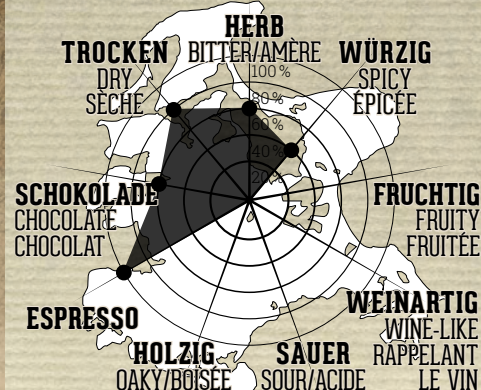 HERB
BITTER/AMÈRE
TROCKEN
DRY
SÈCHE
WÜRZIG
SPICY
ÉPICÉE
100%
80%
60%
40%
20%
SCHOKOLADE
CHOCOLATE
CHOCOLAT
FRUCHTIG
FRUITY
FRUITÉE
ESPRESSO
WEINARTIG
WINE-LIKE
RAPPELANT
LE VIN
HOLZIG
OAKY/BOISÉE
SAUER
SOUR/ACIDE